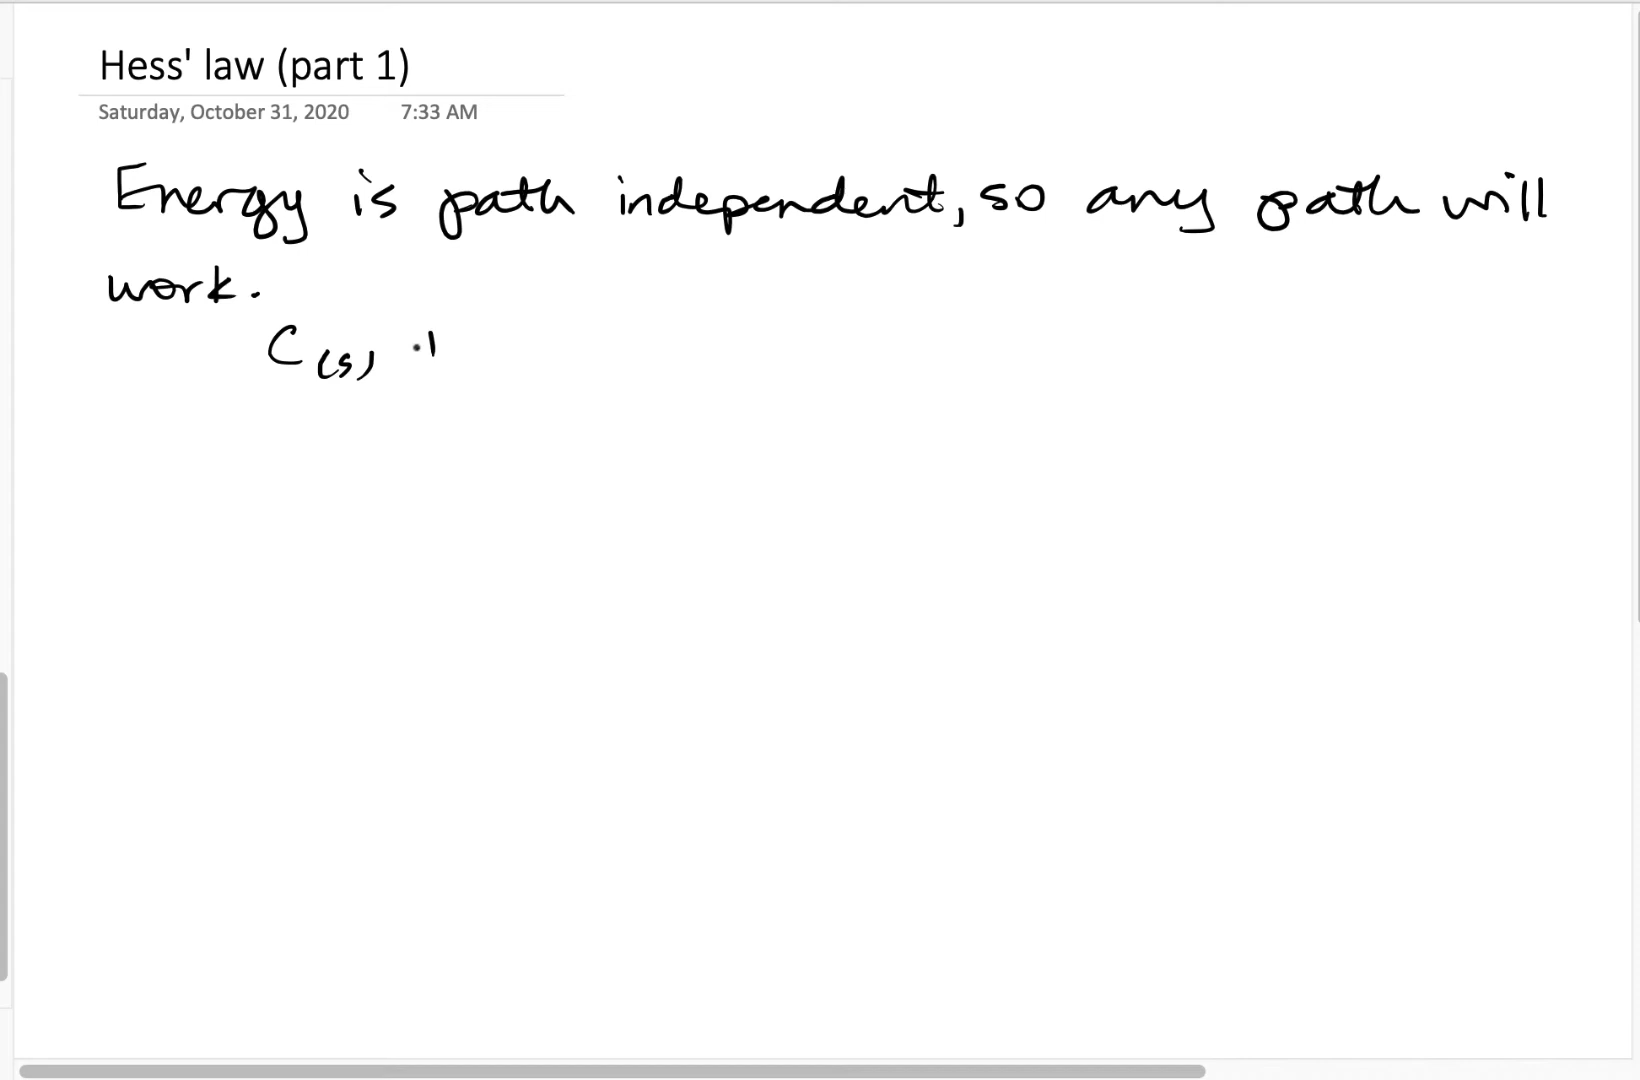 Hess' law (part 1)
Saturday, October 31, 2020 7:33 AM
Energy is path independent, so any path will
work.
C(s)